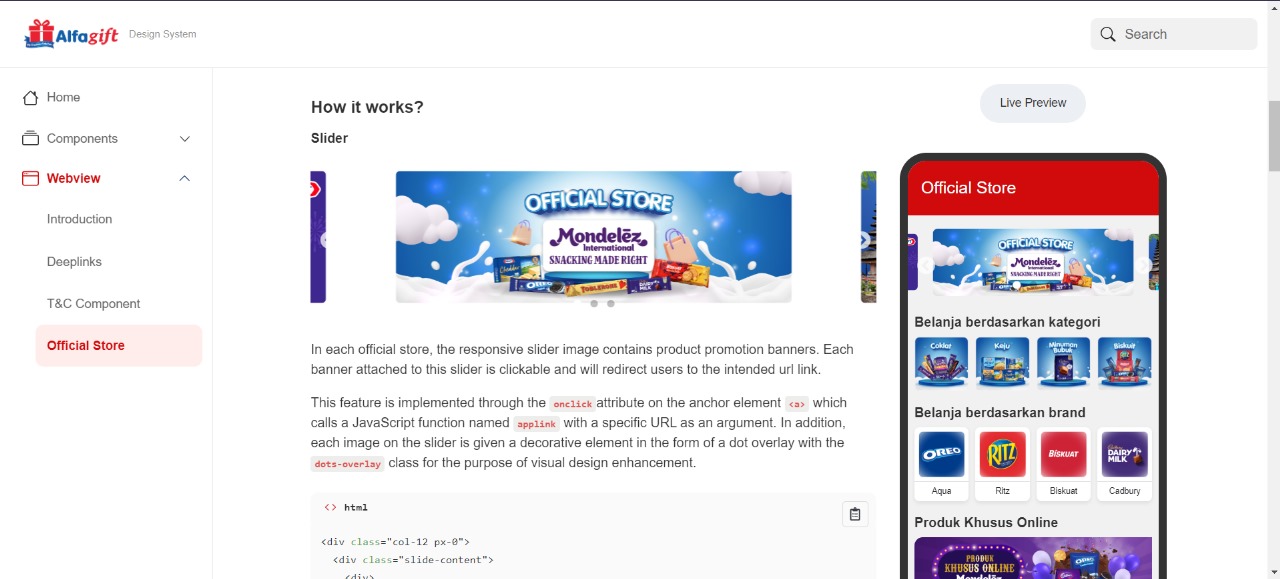 Alfagift Design System
Search
Home
Components
Webview
Introduction
Deeplinks
T&C Component
Official Store
How it works?
Slider
OFFICIAL STORE
Mondelēz
International
SNACKING MADE RIGHT
OREO
TOBLERONE
DAIRY MILK
In each official store, the responsive slider image contains product promotion banners. Each
banner attached to this slider is clickable and will redirect users to the intended url link.
This feature is implemented through the onclick attribute on the anchor element <a> which
calls a JavaScript function named applink with a specific URL as an argument. In addition,
each image on the slider is given a decorative element in the form of a dot overlay with the
dots-overlay class for the purpose of visual design enhancement.
<> html
<div class="col-12 px-0">
<div class="slide-content">
<div>
Live Preview
Official Store
OFFICIAL STORE
Mondelēz
International
SNACKING MADE RIGHT
Belanja berdasarkan kategori
Coklat Keju Minuman Bubuk Biskuit
Belanja berdasarkan brand
OREO RITZ BISKUAT Cadbury DAIRY MILK
Aqua Ritz Biskuat Cadbury
Produk Khusus Online
PRODUK
KHUSUS ONLINE
Mondelēz